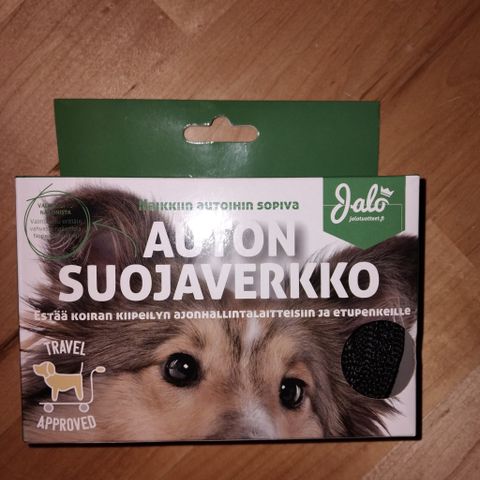 KAIKKIIN AUTOIHIN SOPIVA
Jalo
jalotuotteet.fi
AUTON
SUOJAVERKKO
ESTÄÄ KOIRAN KIIPEILYN AJONHALLINTALAITTEISIIN JA ETUPENKEILLE
TRAVEL
APPROVED